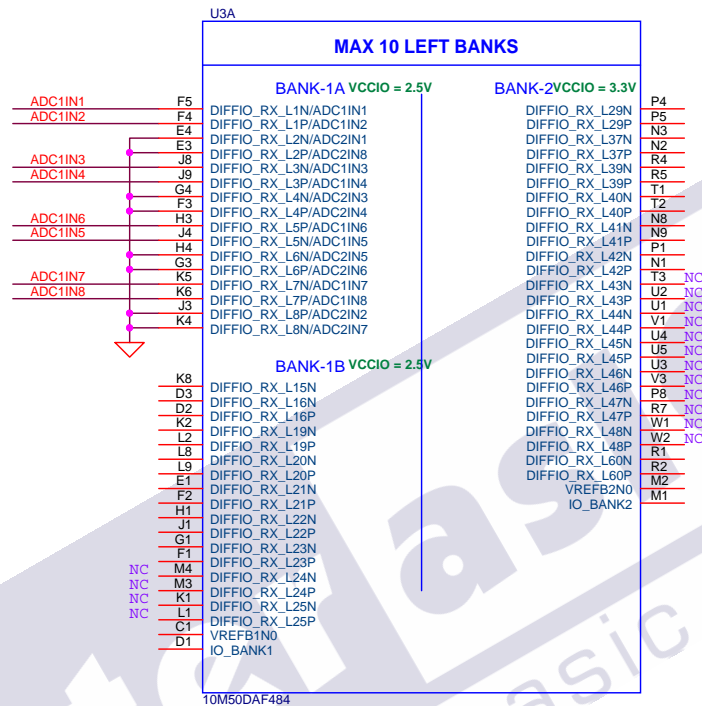 U3A
MAX 10 LEFT BANKS
BANK-1A VCCIO = 2.5V
ADC1IN1 F5 DIFFIO_RX_L1N/ADC1IN1
ADC1IN2 F4 DIFFIO_RX_L1P/ADC1IN2
E4 DIFFIO_RX_L2N/ADC2IN1
E3 DIFFIO_RX_L2P/ADC2IN8
ADC1IN3 J8 DIFFIO_RX_L3N/ADC1IN3
ADC1IN4 J9 DIFFIO_RX_L3P/ADC1IN4
G4 DIFFIO_RX_L4N/ADC2IN3
F3 DIFFIO_RX_L4P/ADC2IN4
ADC1IN6 H3 DIFFIO_RX_L5P/ADC1IN6
ADC1IN5 J4 DIFFIO_RX_L5N/ADC1IN5
H4 DIFFIO_RX_L6N/ADC2IN5
G3 DIFFIO_RX_L6P/ADC2IN6
ADC1IN7 K5 DIFFIO_RX_L7N/ADC1IN7
ADC1IN8 K6 DIFFIO_RX_L7P/ADC1IN8
J3 DIFFIO_RX_L8P/ADC2IN2
K4 DIFFIO_RX_L8N/ADC2IN7
BANK-1B VCCIO = 2.5V
K8 DIFFIO_RX_L15N
D3 DIFFIO_RX_L16N
D2 DIFFIO_RX_L16P
K2 DIFFIO_RX_L19N
L2 DIFFIO_RX_L19P
L8 DIFFIO_RX_L20N
L9 DIFFIO_RX_L20P
E1 DIFFIO_RX_L21N
F2 DIFFIO_RX_L21P
H1 DIFFIO_RX_L22N
J1 DIFFIO_RX_L22P
G1 DIFFIO_RX_L23N
F1 DIFFIO_RX_L23P
NC M4 DIFFIO_RX_L24N
NC M3 DIFFIO_RX_L24P
NC K1 DIFFIO_RX_L25N
NC L1 DIFFIO_RX_L25P
C1 VREFB1N0
D1 IO_BANK1
BANK-2 VCCIO = 3.3V
DIFFIO_RX_L29N P4
DIFFIO_RX_L29P P5
DIFFIO_RX_L37N N3
DIFFIO_RX_L37P N2
DIFFIO_RX_L39N R4
DIFFIO_RX_L39P R5
DIFFIO_RX_L40N T1
DIFFIO_RX_L40P T2
DIFFIO_RX_L41N N8
DIFFIO_RX_L41P N9
DIFFIO_RX_L42N P1
DIFFIO_RX_L42P N1
DIFFIO_RX_L43N T3 NC
DIFFIO_RX_L43P U2 NC
DIFFIO_RX_L44N U1 NC
DIFFIO_RX_L44P V1 NC
DIFFIO_RX_L45N U4 NC
DIFFIO_RX_L45P U5 NC
DIFFIO_RX_L46N U3 NC
DIFFIO_RX_L46P V3 NC
DIFFIO_RX_L47N P8 NC
DIFFIO_RX_L47P R7 NC
DIFFIO_RX_L48N W1 NC
DIFFIO_RX_L48P W2 NC
DIFFIO_RX_L60N R1
DIFFIO_RX_L60P R2
VREFB2N0 M2
IO_BANK2 M1
10M50DAF484
asic